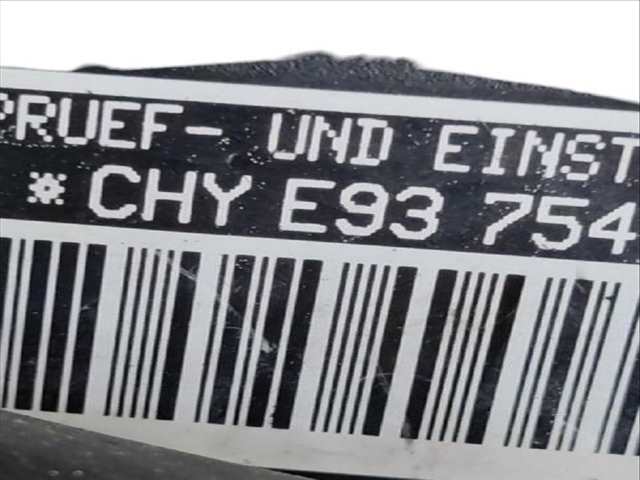 PRUEF- UND EINST
* CHY E93 754